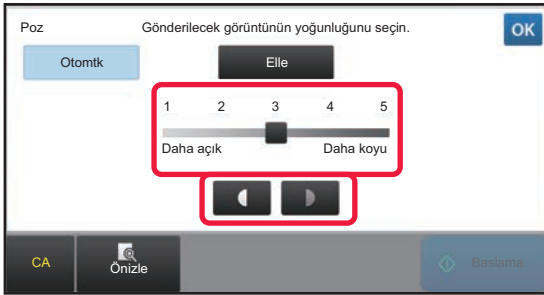 Poz Gönderilecek görüntünün yoğunluğunu seçin. OK
Otomtk Elle
1 2 3 4 5
Daha açık Daha koyu
CA Önizle Baslama